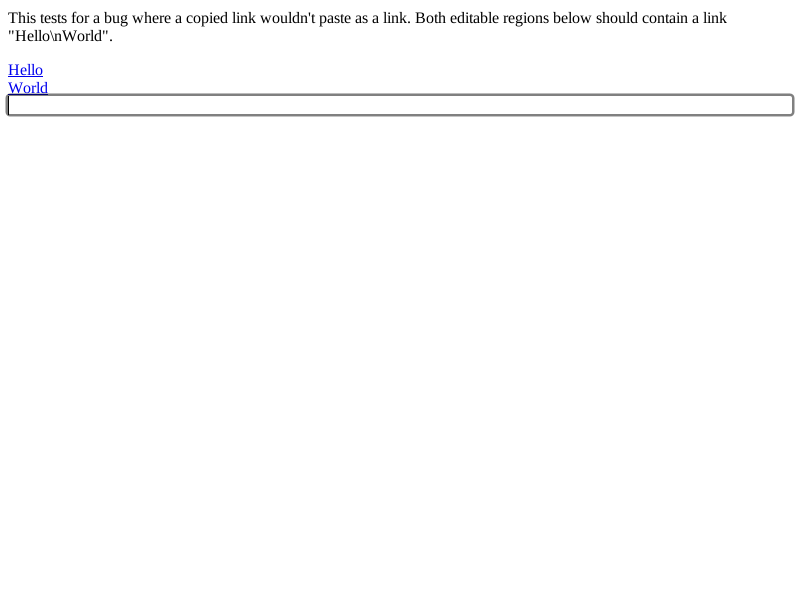 This tests for a bug where a copied link wouldn't paste as a link. Both editable regions below should contain a link
"Hello\nWorld".
Hello
World